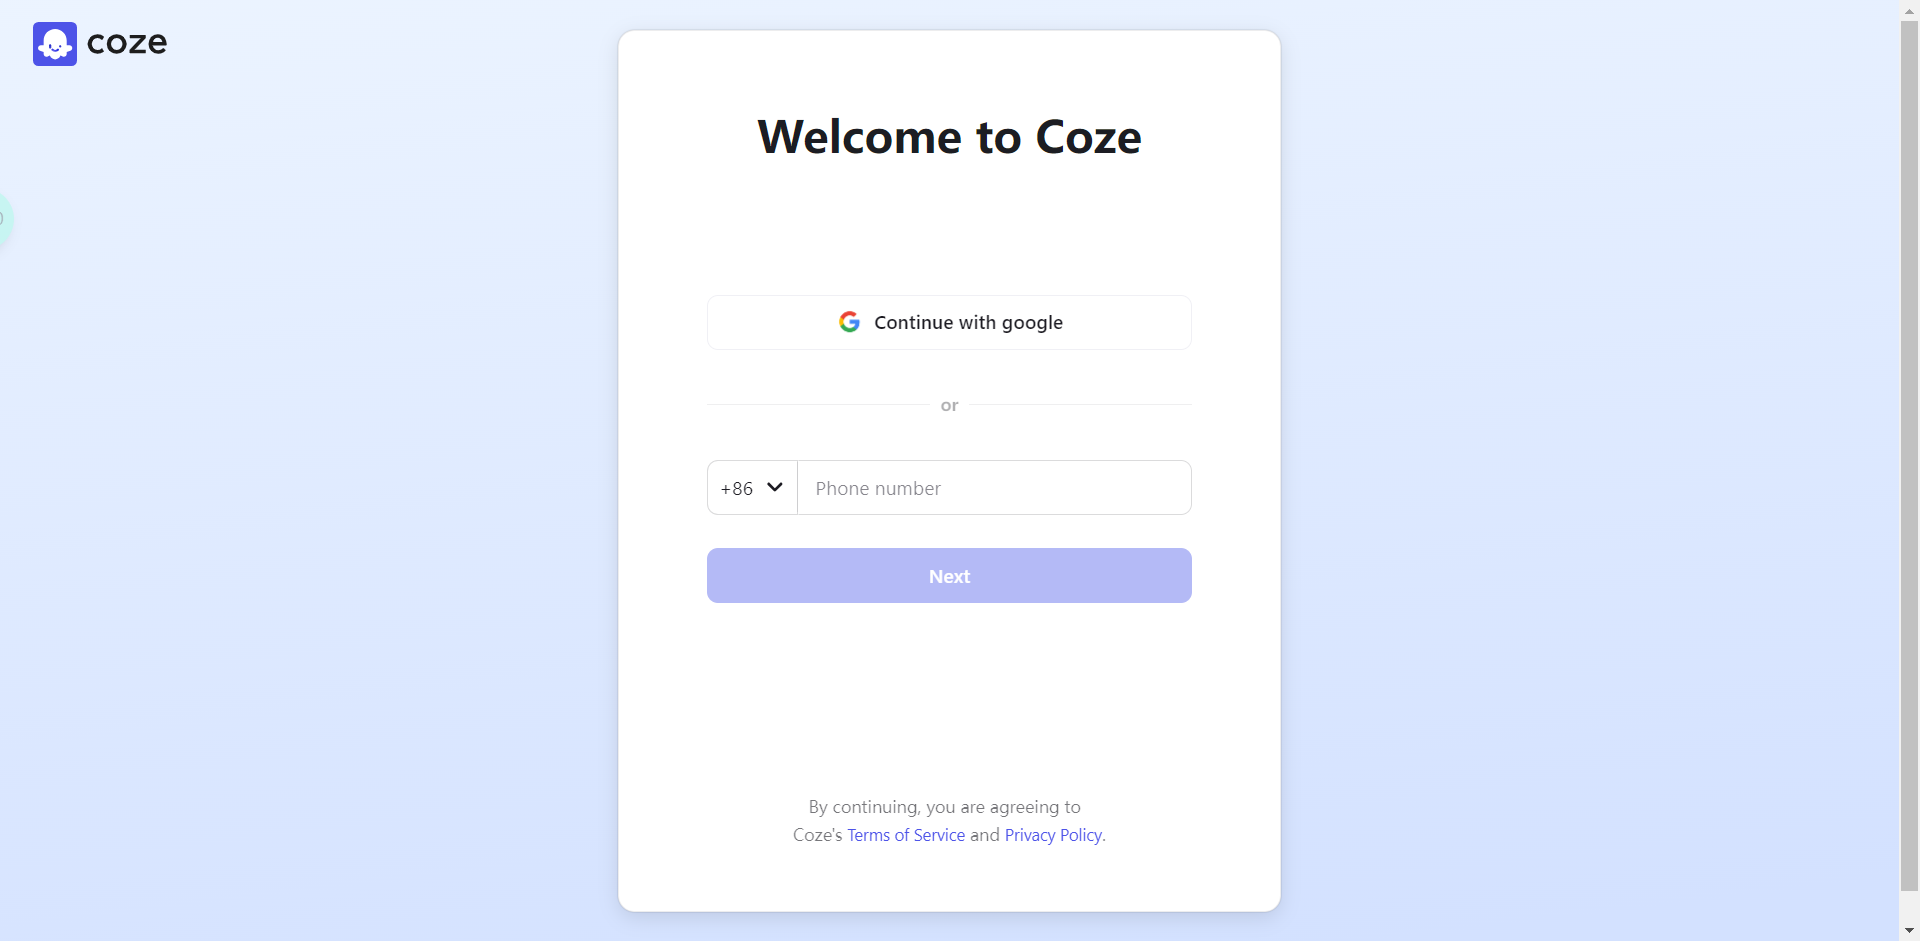 coze
Welcome to Coze
Continue with google
or
+86 Phone number
Next
By continuing, you are agreeing to
Coze's Terms of Service and Privacy Policy.